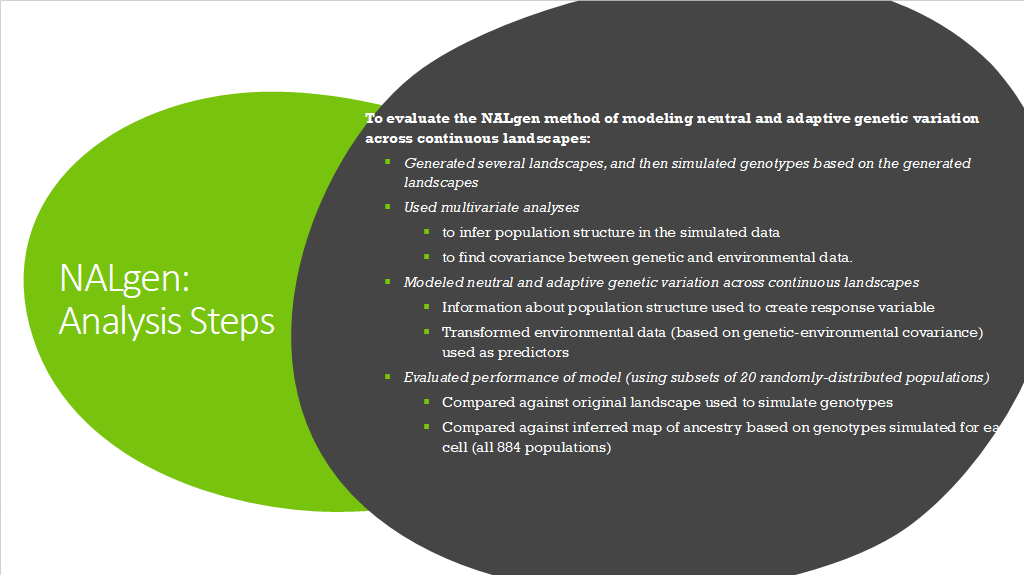 NALgen:
Analysis Steps
To evaluate the NALgen method of modeling neutral and adaptive genetic variation
across continuous landscapes:
Generated several landscapes, and then simulated genotypes based on the generated
landscapes
Used multivariate analyses
to infer population structure in the simulated data
to find covariance between genetic and environmental data.
Modeled neutral and adaptive genetic variation across continuous landscapes
Information about population structure used to create response variable
Transformed environmental data (based on genetic-environmental covariance)
used as predictors
Evaluated performance of model (using subsets of 20 randomly-distributed populations)
Compared against original landscape used to simulate genotypes
Compared against inferred map of ancestry based on genotypes simulated for
cell (all 884 populations)